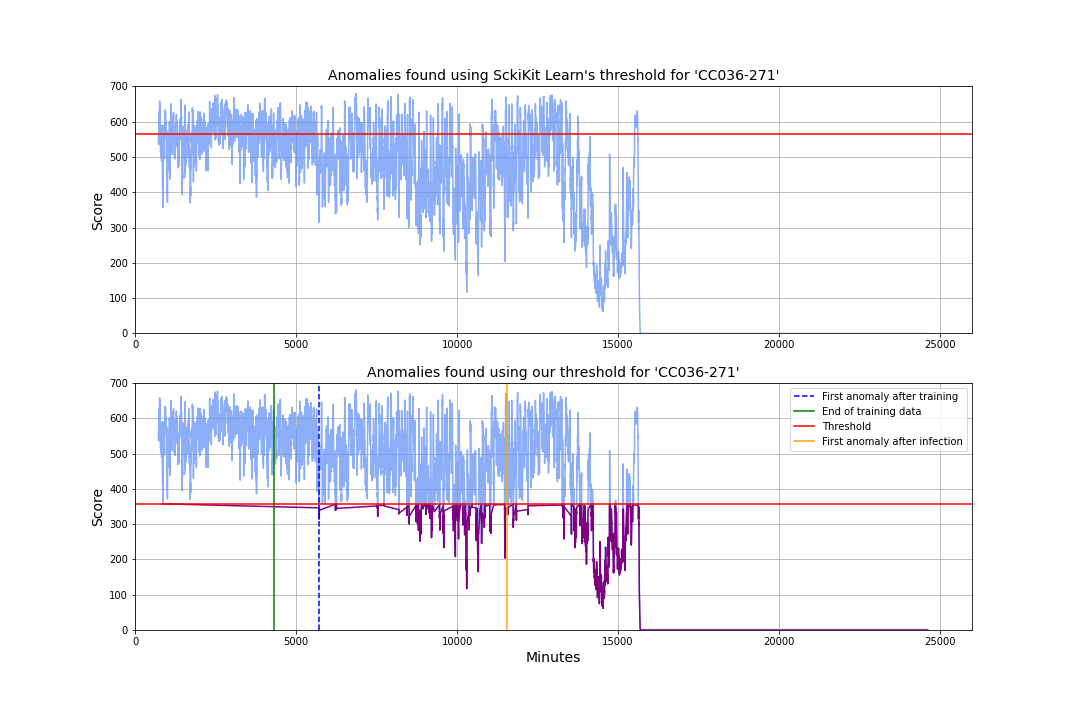 Anomalies found using SckiKit Learn's threshold for 'CC036-271'
700
600
500
400
300
200
100
0
Score
0 5000 10000 15000 20000 25000
Anomalies found using our threshold for 'CC036-271'
700
600
500
400
300
200
100
0
Score
First anomaly after training
End of training data
Threshold
First anomaly after infection
0 5000 10000 15000 20000 25000
Minutes